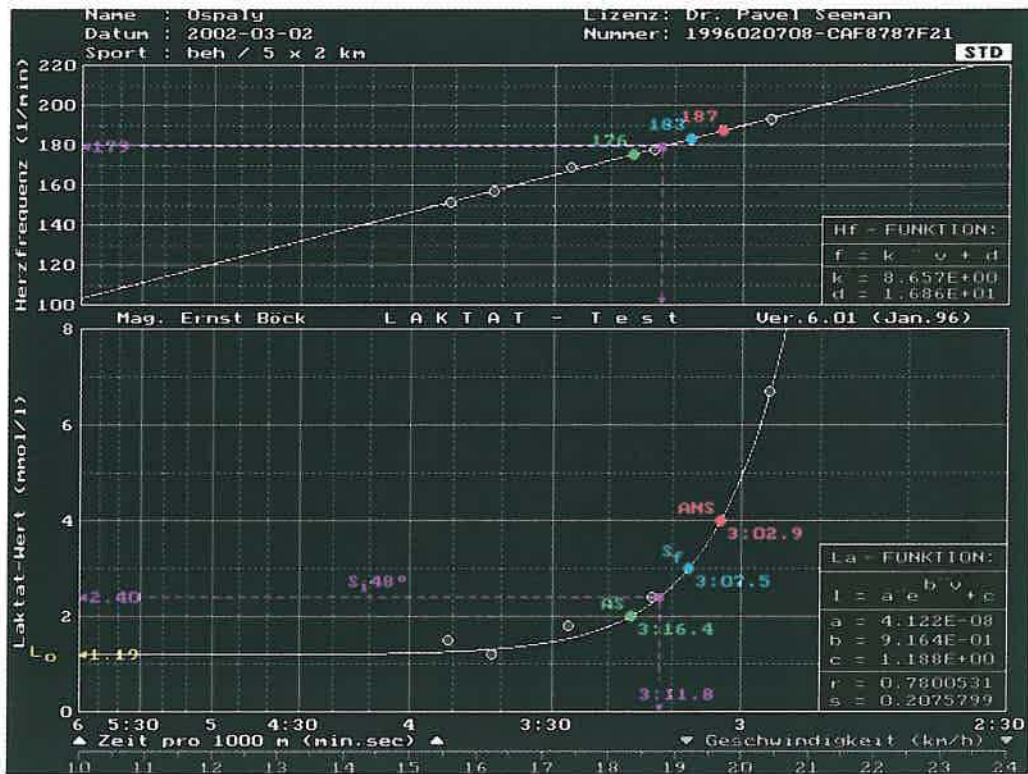 Name : Ospaly Lizenz: Dr. Pavel Seeman
Datum : 2002-03-02 Nummer: 1996020708-CAF8787F21
Sport : beh / 5 x 2 km STD
Herzfrequenz (1/min)
220
200
180
160
140
120
100
179
176
183
187
Hf - FUNKTION:
f = k * v + d
k = 8.657E+00
d = 1.686E+01
Mag. Ernst Böck LAKTAT - Test Ver.6.01 (Jan.96)
Laktat-Wert (mmol/l)
8
6
4
2
0
ANS
3:02.9
Sf
3:07.5
Si48°
2.40
AS
3:16.4
Lo 1.19
3:11.8
La - FUNKTION:
l = a e^b*v + c
a = 4.122E-08
b = 9.164E-01
c = 1.188E+00
r = 0.7800531
s = 0.2075799
6 5:30 5 4:30 4 3:30 3 2:30
▲ Zeit pro 1000 m (min.sec) ▲ ▼ Geschwindigkeit (km/h) ▼
10 11 12 13 14 15 16 17 18 19 20 21 22 23 24